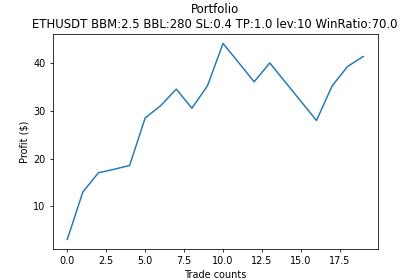 Portfolio
ETHUSDT BBM:2.5 BBL:280 SL:0.4 TP:1.0 lev:10 WinRatio:70.0
40
30
20
10
Profit ($)
0.0 2.5 5.0 7.5 10.0 12.5 15.0 17.5
Trade counts